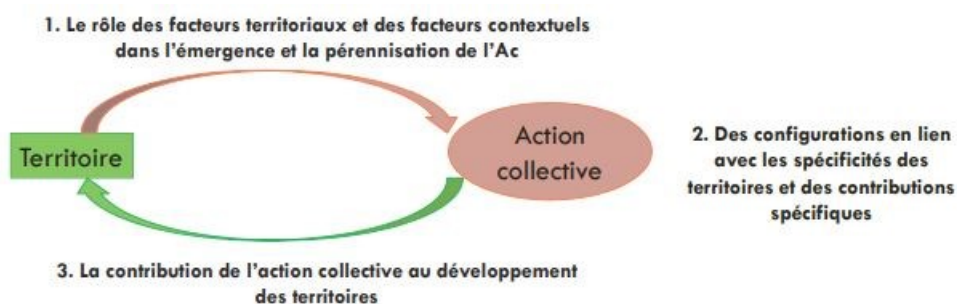 1. Le rôle des facteurs territoriaux et des facteurs contextuels
dans l'émergence et la pérennisation de l'Ac
Territoire
Action
collective
2. Des configurations en lien
avec les spécificités des
territoires et des contributions
spécifiques
3. La contribution de l'action collective au développement
des territoires